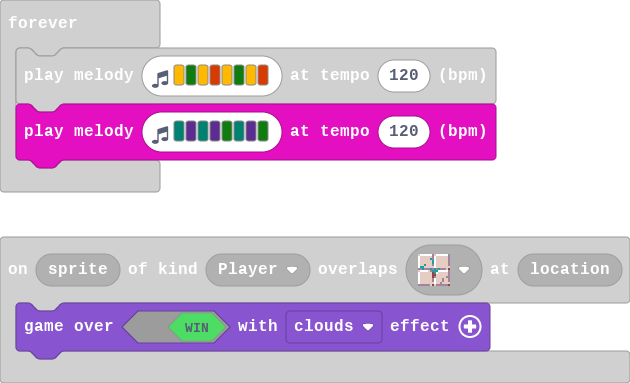 forever
play melody at tempo 120 (bpm)
play melody at tempo 120 (bpm)
on sprite of kind Player overlaps at location
game over WIN with clouds effect